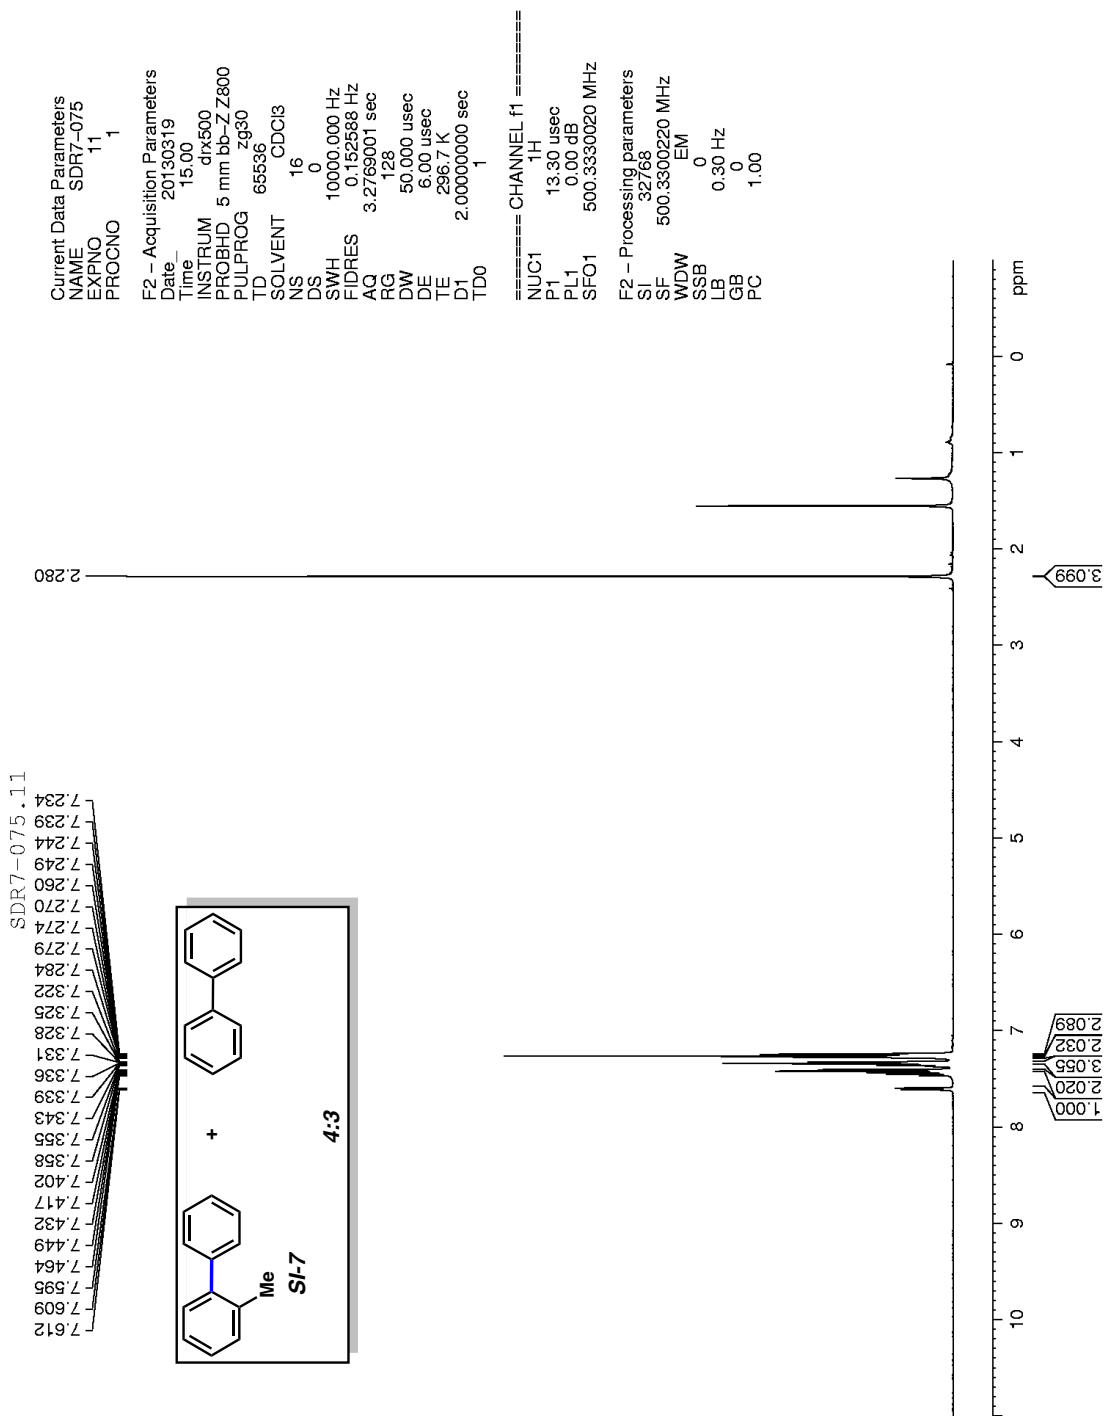 SDR7-075.11
7.612
7.609
7.595
7.464
7.449
7.432
7.417
7.402
7.358
7.355
7.343
7.339
7.336
7.331
7.328
7.325
7.322
7.284
7.279
7.274
7.270
7.260
7.249
7.244
7.239
7.234
2.280
Me
SI-7
+
4:3
Current Data Parameters
NAME SDR7-075
EXPNO 11
PROCNO 1
F2 - Acquisition Parameters
Date_ 20130319
Time 15.00
INSTRUM drx500
PROBHD 5 mm bb-Z Z800
PULPROG zg30
TD 65536
SOLVENT CDCl3
NS 16
DS 0
SWH 10000.000 Hz
FIDRES 0.152588 Hz
AQ 3.2769001 sec
RG 128
DW 50.000 usec
DE 6.00 usec
TE 296.7 K
D1 2.00000000 sec
TD0 1
======== CHANNEL f1 ========
NUC1 1H
P1 13.30 usec
PL1 0.00 dB
SFO1 500.3330020 MHz
F2 - Processing parameters
SI 32768
SF 500.3300220 MHz
WDW EM
SSB 0
LB 0.30 Hz
GB 0
PC 1.00
10 9 8 7 6 5 4 3 2 1 0 ppm
1.000
2.020
3.055
2.032
2.089
3.099